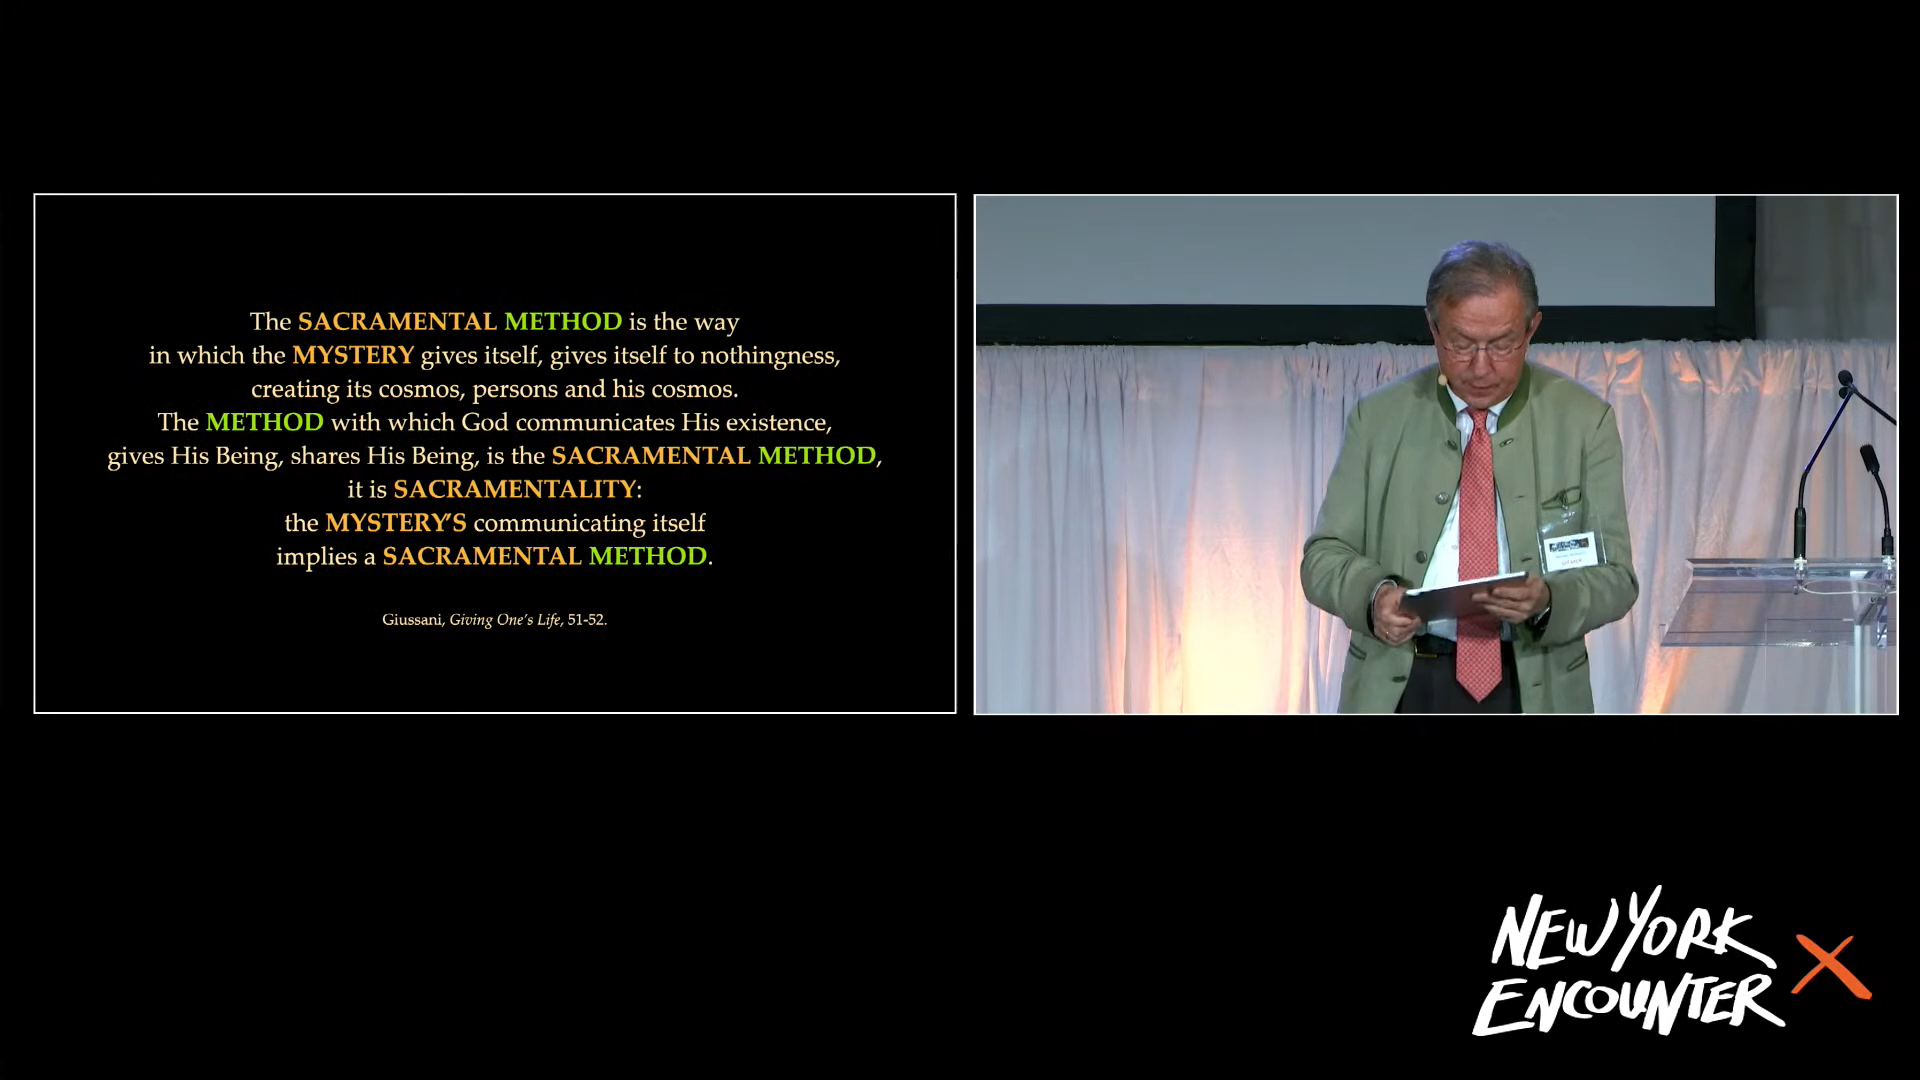 The SACRAMENTAL METHOD is the way
in which the MYSTERY gives itself, gives itself to nothingness,
creating its cosmos, persons and his cosmos.
The METHOD with which God communicates His existence,
gives His Being, shares His Being, is the SACRAMENTAL METHOD,
it is SACRAMENTALITY:
the MYSTERY'S communicating itself
implies a SACRAMENTAL METHOD.
Giussani, Giving One's Life, 51-52.
NEW YORK
ENCOUNTER